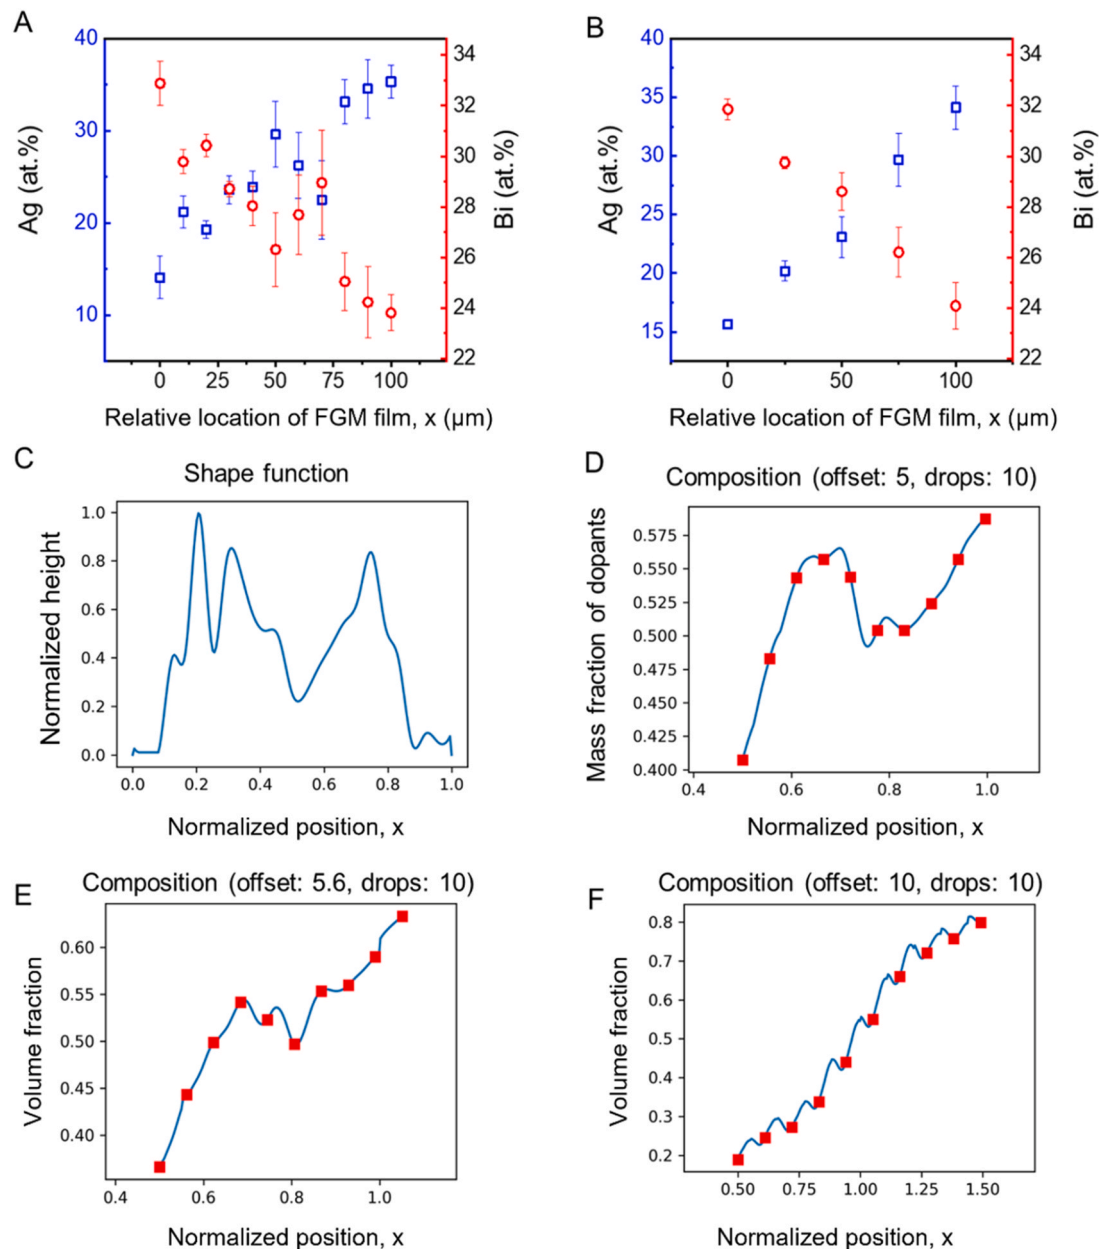 A
40
30
20
10
Ag (at.%)
34
32
30
28
26
24
22
Bi (at.%)
0 25 50 75 100
Relative location of FGM film, x (μm)
B
40
35
30
25
20
15
Ag (at.%)
34
32
30
28
26
24
22
Bi (at.%)
0 50 100
Relative location of FGM film, x (μm)
C
Shape function
1.0
0.8
0.6
0.4
0.2
0.0
Normalized height
0.0 0.2 0.4 0.6 0.8 1.0
Normalized position, x
D
Composition (offset: 5, drops: 10)
0.575
0.550
0.525
0.500
0.475
0.450
0.425
0.400
Mass fraction of dopants
0.4 0.6 0.8 1.0
Normalized position, x
E
Composition (offset: 5.6, drops: 10)
0.60
0.55
0.50
0.45
0.40
Volume fraction
0.4 0.6 0.8 1.0
Normalized position, x
F
Composition (offset: 10, drops: 10)
0.8
0.7
0.6
0.5
0.4
0.3
0.2
Volume fraction
0.50 0.75 1.00 1.25 1.50
Normalized position, x